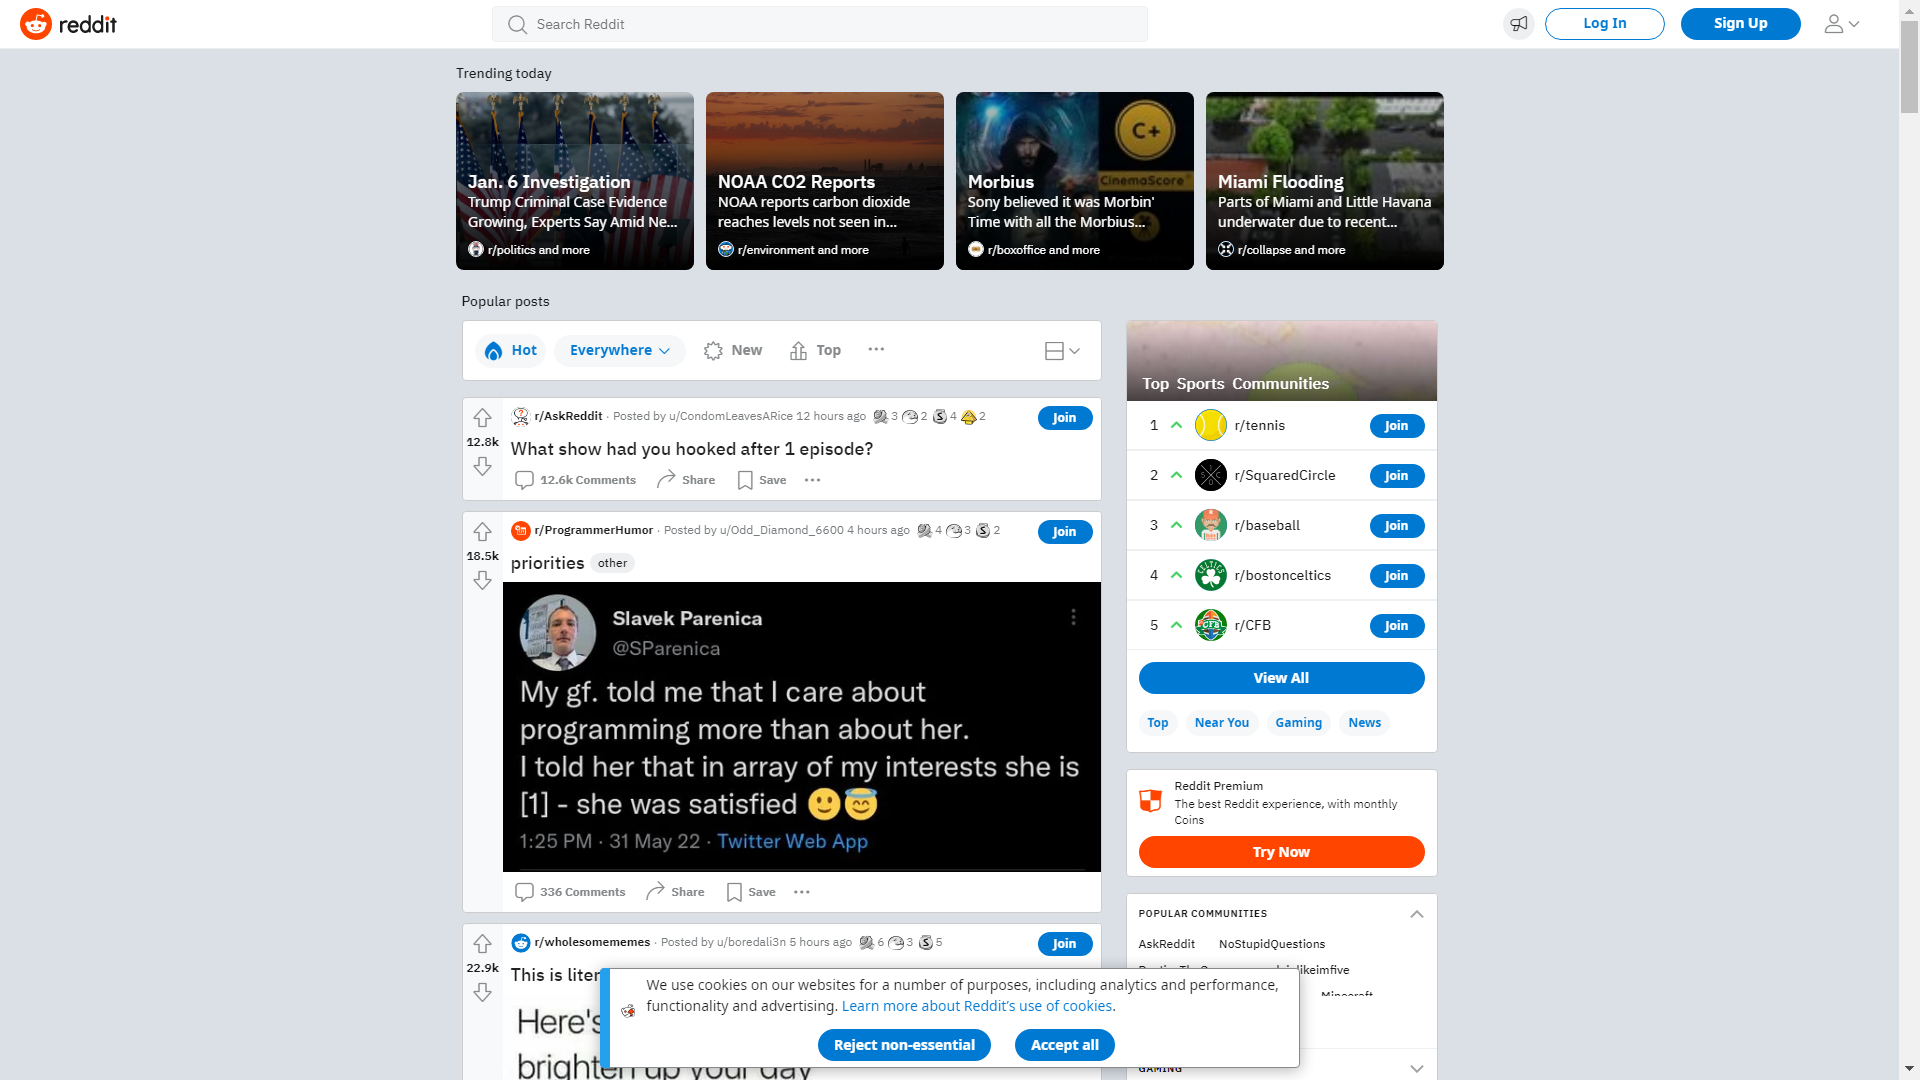 reddit
Search Reddit
Log In
Sign Up
Trending today
Jan. 6 Investigation
Trump Criminal Case Evidence
Growing, Experts Say Amid Ne...
r/politics and more
NOAA CO2 Reports
NOAA reports carbon dioxide
reaches levels not seen in...
r/environment and more
C+
CinemaScore
Morbius
Sony believed it was Morbin'
Time with all the Morbius...
r/boxoffice and more
Miami Flooding
Parts of Miami and Little Havana
underwater due to recent...
r/collapse and more
Popular posts
Hot
Everywhere
New
Top
12.8k
r/AskReddit · Posted by u/CondomLeavesARice 12 hours ago 3 2 4 2
Join
What show had you hooked after 1 episode?
12.6k Comments
Share
Save
18.5k
r/ProgrammerHumor · Posted by u/Odd_Diamond_6600 4 hours ago 4 3 2
Join
priorities other
Slavek Parenica
@SParenica
My gf. told me that I care about
programming more than about her.
I told her that in array of my interests she is
[1] - she was satisfied 🙂😇
1:25 PM · 31 May 22 · Twitter Web App
336 Comments
Share
Save
22.9k
r/wholesomememes · Posted by u/boredali3n 5 hours ago 6 3 5
Join
This is liter
Here's
brighten up your day
Top Sports Communities
1 r/tennis Join
2 r/SquaredCircle Join
3 r/baseball Join
4 r/bostonceltics Join
5 r/CFB Join
View All
Top
Near You
Gaming
News
Reddit Premium
The best Reddit experience, with monthly
Coins
Try Now
POPULAR COMMUNITIES
AskReddit
NoStupidQuestions
likeimfive
Minecraft
GAMING
We use cookies on our websites for a number of purposes, including analytics and performance,
functionality and advertising. Learn more about Reddit's use of cookies.
Reject non-essential
Accept all